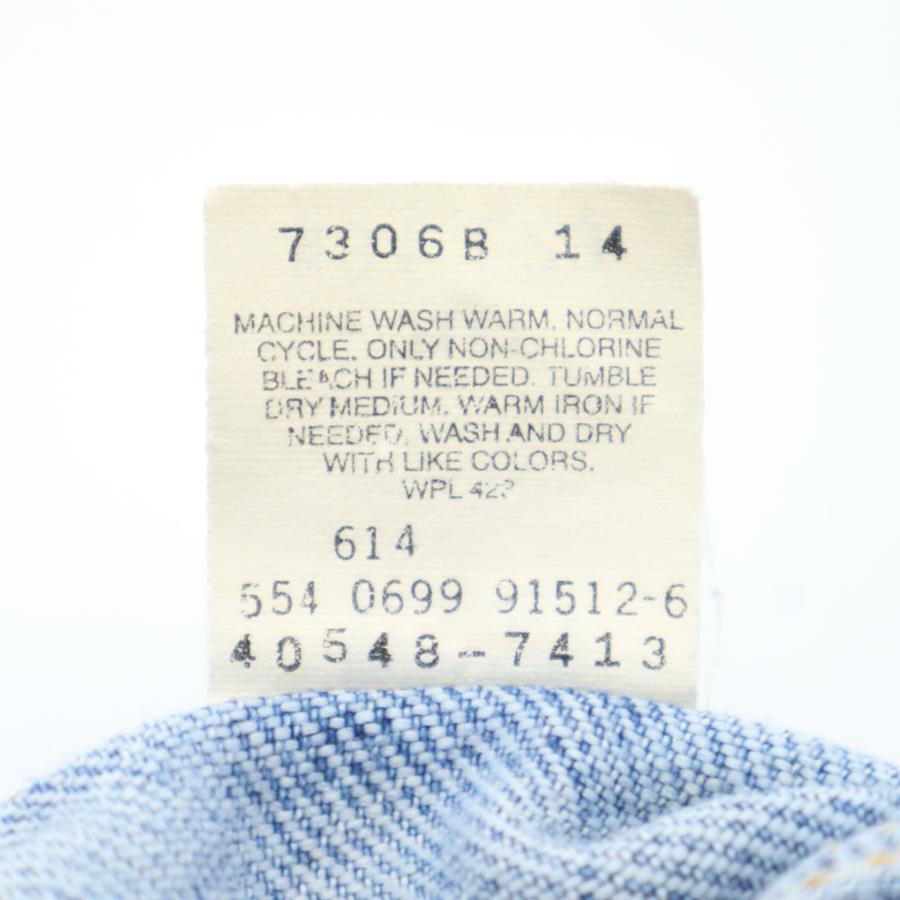 7306B 14
MACHINE WASH WARM. NORMAL
CYCLE. ONLY NON-CHLORINE
BLEACH IF NEEDED. TUMBLE
DRY MEDIUM. WARM IRON IF
NEEDED. WASH AND DRY
WITH LIKE COLORS.
WPL
614
554 0699 91512-6
40548-7413